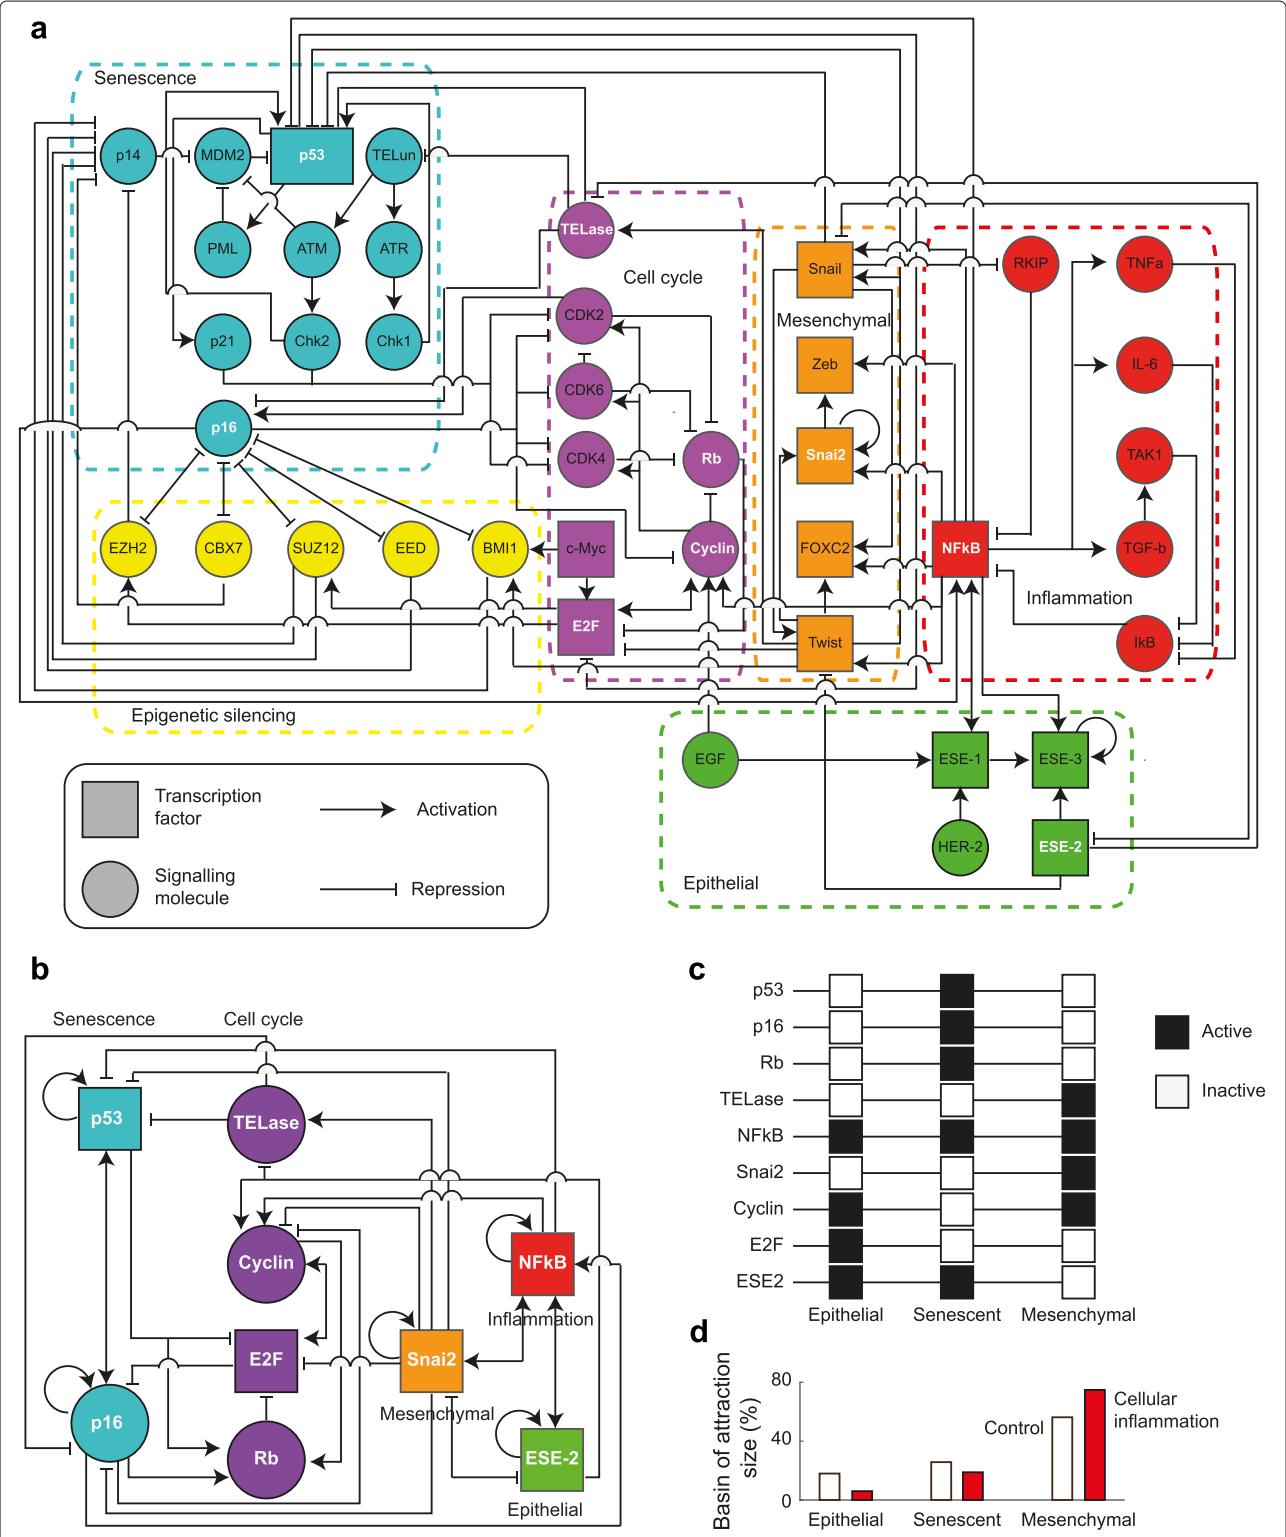 a
Senescence
p14
MDM2
p53
TELun
PML
ATM
ATR
p21
Chk2
Chk1
p16
EZH2
CBX7
SUZ12
EED
BMI1
Epigenetic silencing
TELase
Cell cycle
CDK2
CDK6
CDK4
Rb
c-Myc
Cyclin
E2F
Snail
Mesenchymal
Zeb
Snai2
FOXC2
Twist
RKIP
TNFa
IL-6
TAK1
NFkB
TGF-b
Inflammation
IkB
EGF
ESE-1
ESE-3
HER-2
ESE-2
Epithelial
Transcription
factor
Activation
Signalling
molecule
Repression
b
Senescence
Cell cycle
p53
TELase
Cyclin
NFkB
Inflammation
E2F
Snai2
Mesenchymal
p16
Rb
ESE-2
Epithelial
c
p53
p16
Rb
TELase
NFkB
Snai2
Cyclin
E2F
ESE2
Epithelial
Senescent
Mesenchymal
Active
Inactive
d
Basin of attraction
size (%)
80
40
0
Control
Cellular
inflammation
Epithelial
Senescent
Mesenchymal